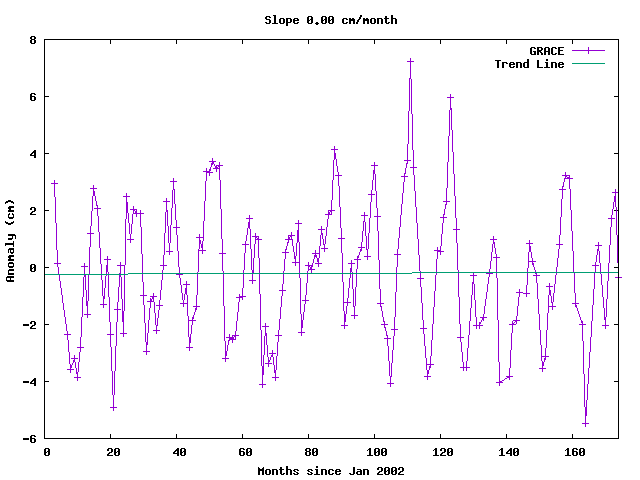 Slope 0.00 cm/month
GRACE
Trend Line
8
6
4
2
0
-2
-4
-6
Anomaly (cm)
0 20 40 60 80 100 120 140 160
Months since Jan 2002